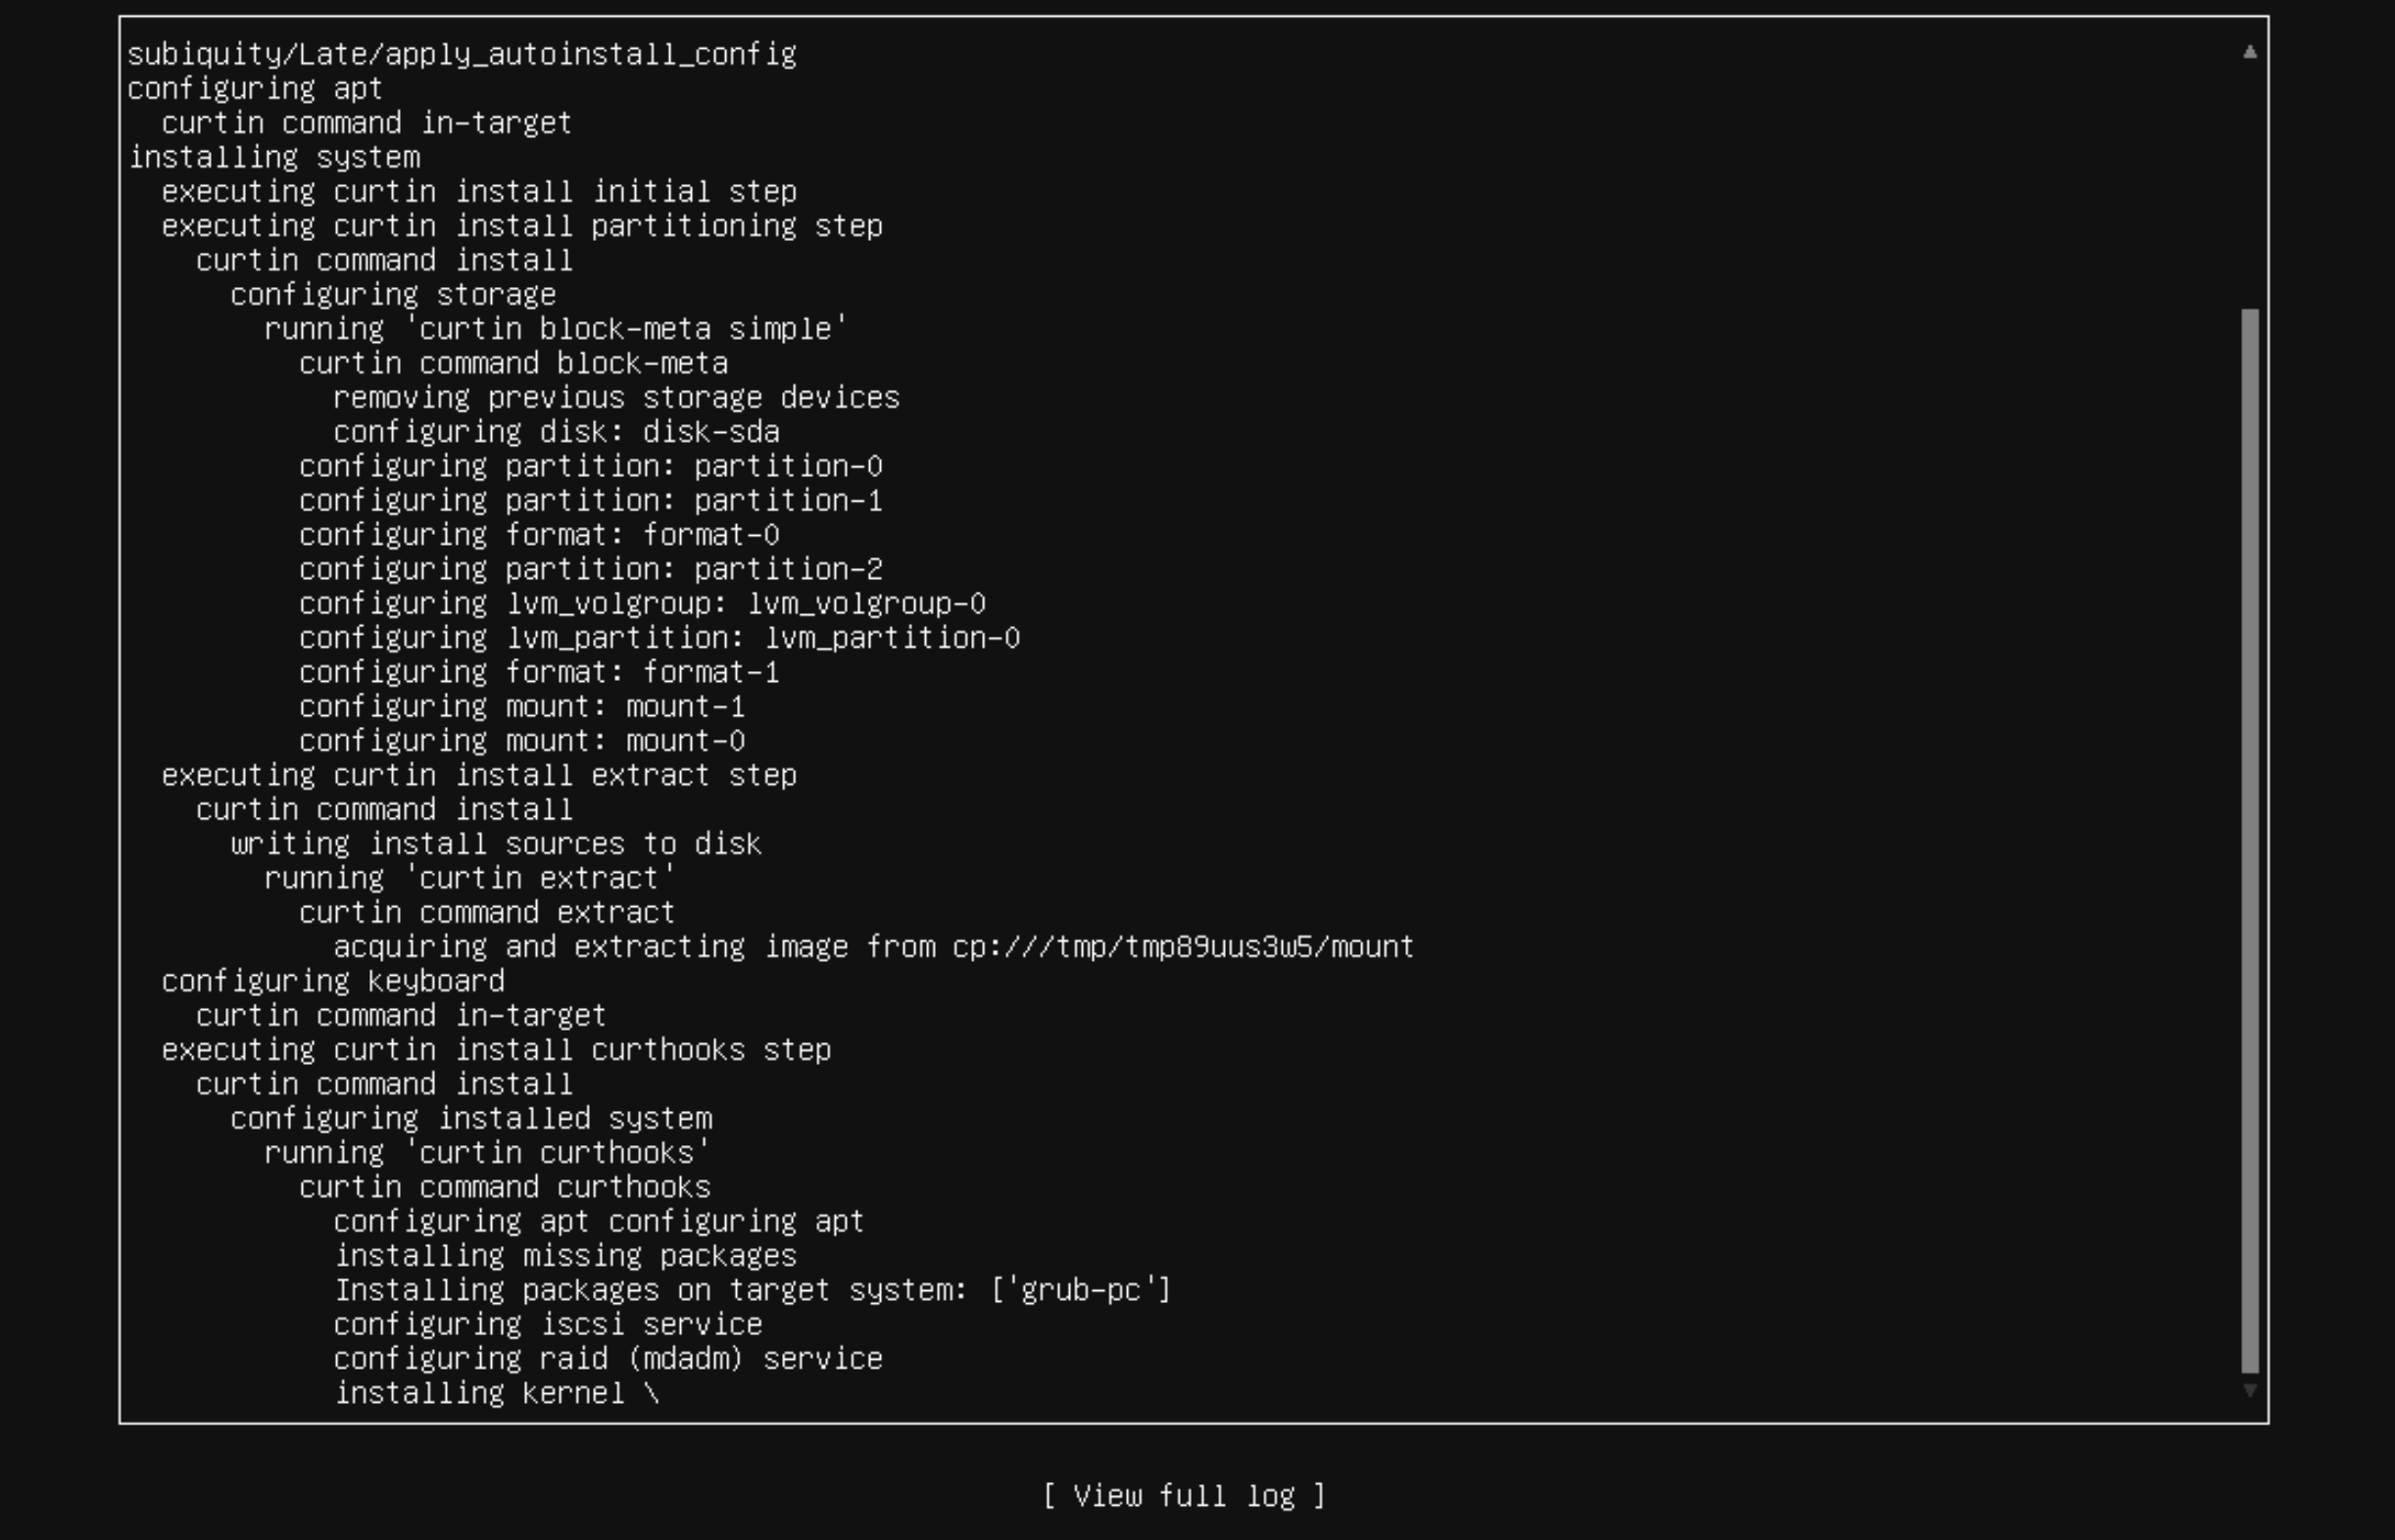 subiquity/Late/apply_autoinstall_config
configuring apt
curtin command in-target
installing system
executing curtin install initial step
executing curtin install partitioning step
curtin command install
configuring storage
running 'curtin block-meta simple'
curtin command block-meta
removing previous storage devices
configuring disk: disk-sda
configuring partition: partition-0
configuring partition: partition-1
configuring format: format-0
configuring partition: partition-2
configuring lvm_volgroup: lvm_volgroup-0
configuring lvm_partition: lvm_partition-0
configuring format: format-1
configuring mount: mount-1
configuring mount: mount-0
executing curtin install extract step
curtin command install
writing install sources to disk
running 'curtin extract'
curtin command extract
acquiring and extracting image from cp:///tmp/tmp89uus3w5/mount
configuring keyboard
curtin command in-target
executing curtin install curthooks step
curtin command install
configuring installed system
running 'curtin curthooks'
curtin command curthooks
configuring apt configuring apt
installing missing packages
Installing packages on target system: ['grub-pc']
configuring iscsi service
configuring raid (mdadm) service
installing kernel \
[ View full log ]